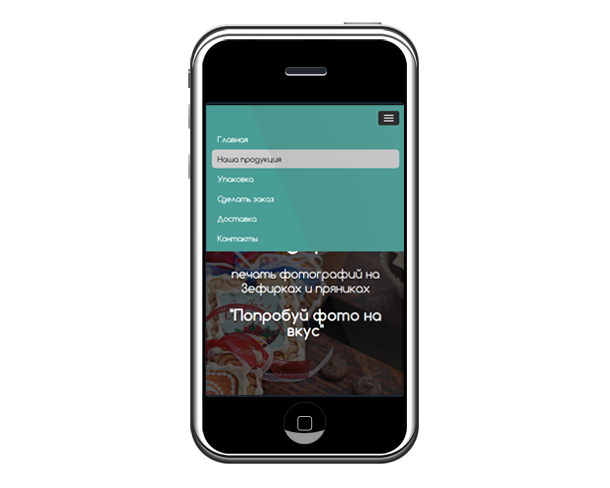 Главная
Наша продукция
Упаковка
Сделать заказ
Доставка
Контакты
печать фотографий на
Зефирках и пряниках
"Попробуй фото на
вкус"